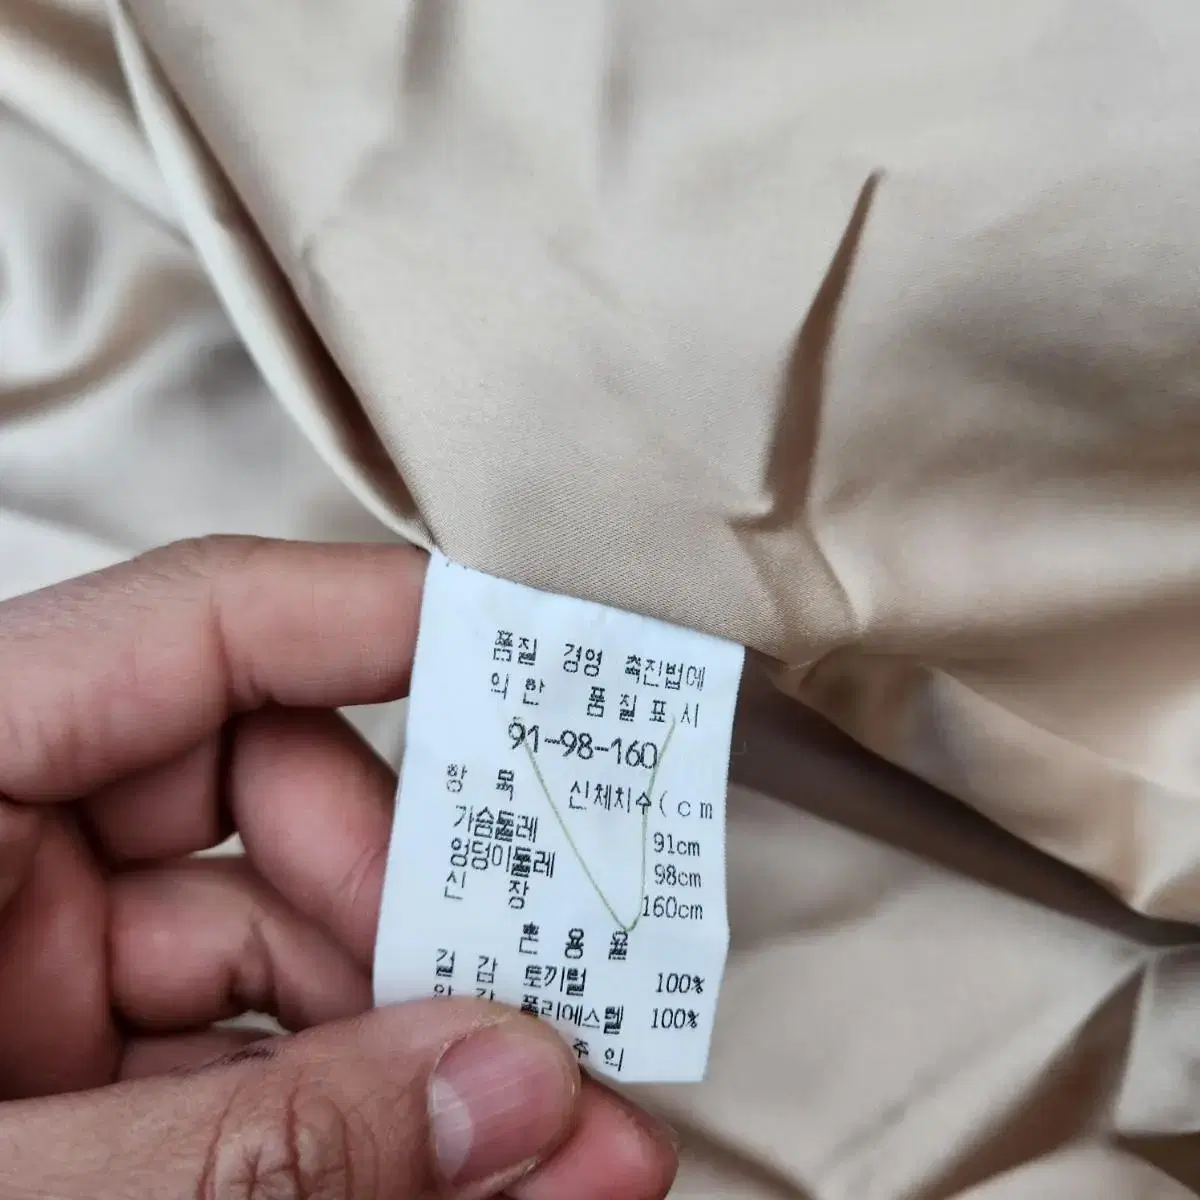 품질 경영 촉진법에
의한 품질표시
91-98-160
항 목 신체치수(cm
가슴둘레 91cm
엉덩이둘레 98cm
신 장 160cm
혼용율
겉감 토끼털 100%
안감 폴리에스텔 100%
주의